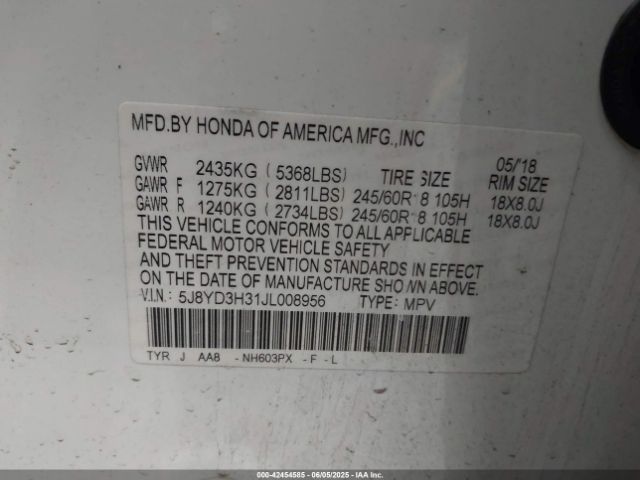 MFD.BY HONDA OF AMERICA MFG.,INC
05/'18
GVWR 2435KG (5368LBS) TIRE SIZE RIM SIZE
GAWR F 1275KG (2811LBS) 245/60R 8 105H 18X8.0J
GAWR R 1240KG (2734LBS) 245/60R 8 105H 18X8.0J
THIS VEHICLE CONFORMS TO ALL APPLICABLE
FEDERAL MOTOR VEHICLE SAFETY
AND THEFT PREVENTION STANDARDS IN EFFECT
ON THE DATE OF MANUFACTURE SHOWN ABOVE.
V.I.N.: 5J8YD3H31JL008956 TYPE: MPV
TYR J AA8 - NH603PX - F - L
000-42454585 - 06/05/2025 - IAA Copart